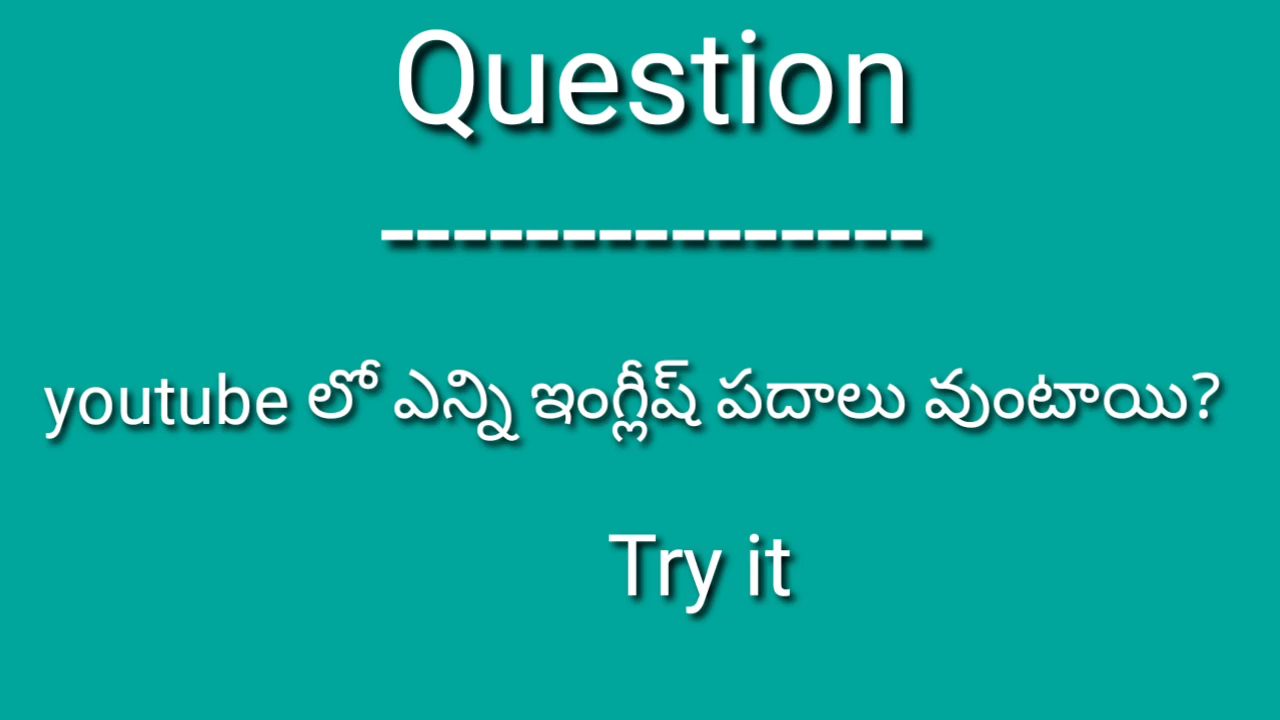 Question
---------------
youtube లో ఎన్ని ఇంగ్లీష్ పదాలు వుంటాయి?
Try it